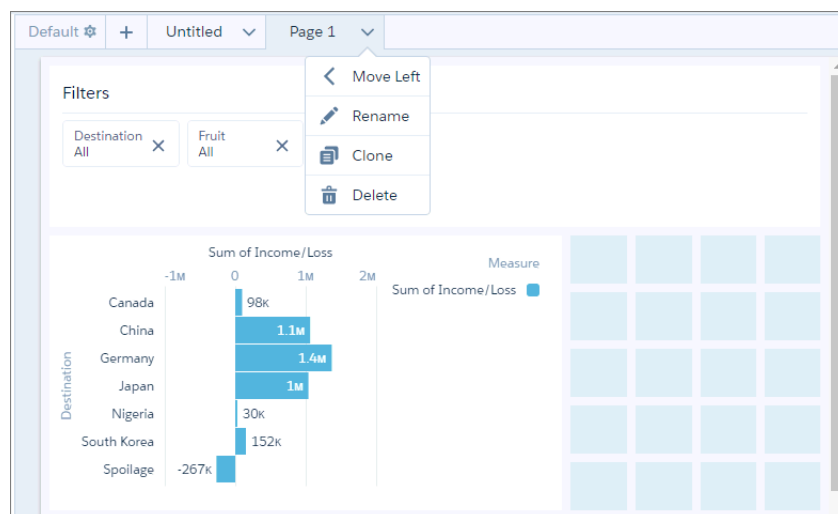 Default + Untitled Page 1
Move Left
Rename
Clone
Delete
Filters
Destination
All
Fruit
All
Sum of Income/Loss
-1M 0 1M 2M
Measure
Sum of Income/Loss
Destination
Canada 98K
China 1.1M
Germany 1.4M
Japan 1M
Nigeria 30K
South Korea 152K
Spoilage -267K